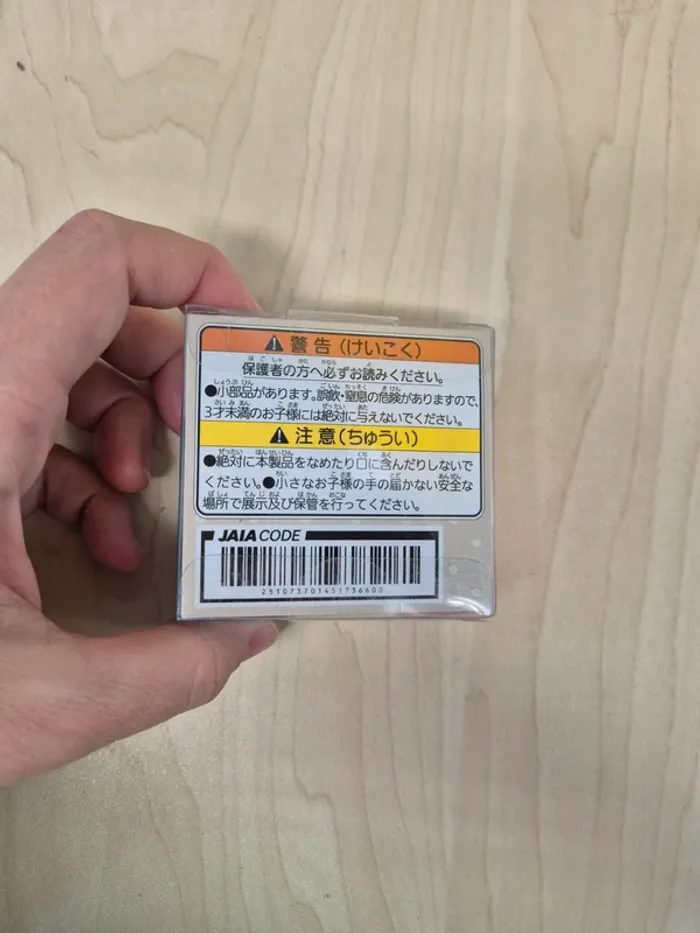 警告(けいこく)
保護者の方へ必ずお読みください。
●小部品があります。誤飲・窒息の危険がありますので、
3才未満のお子様には絶対に与えないでください。
注意(ちゅうい)
●絶対に本製品をなめたり口に含んだりしないで
ください。●小さなお子様の手の届かない安全な
場所で展示及び保管を行ってください。
JAIA CODE